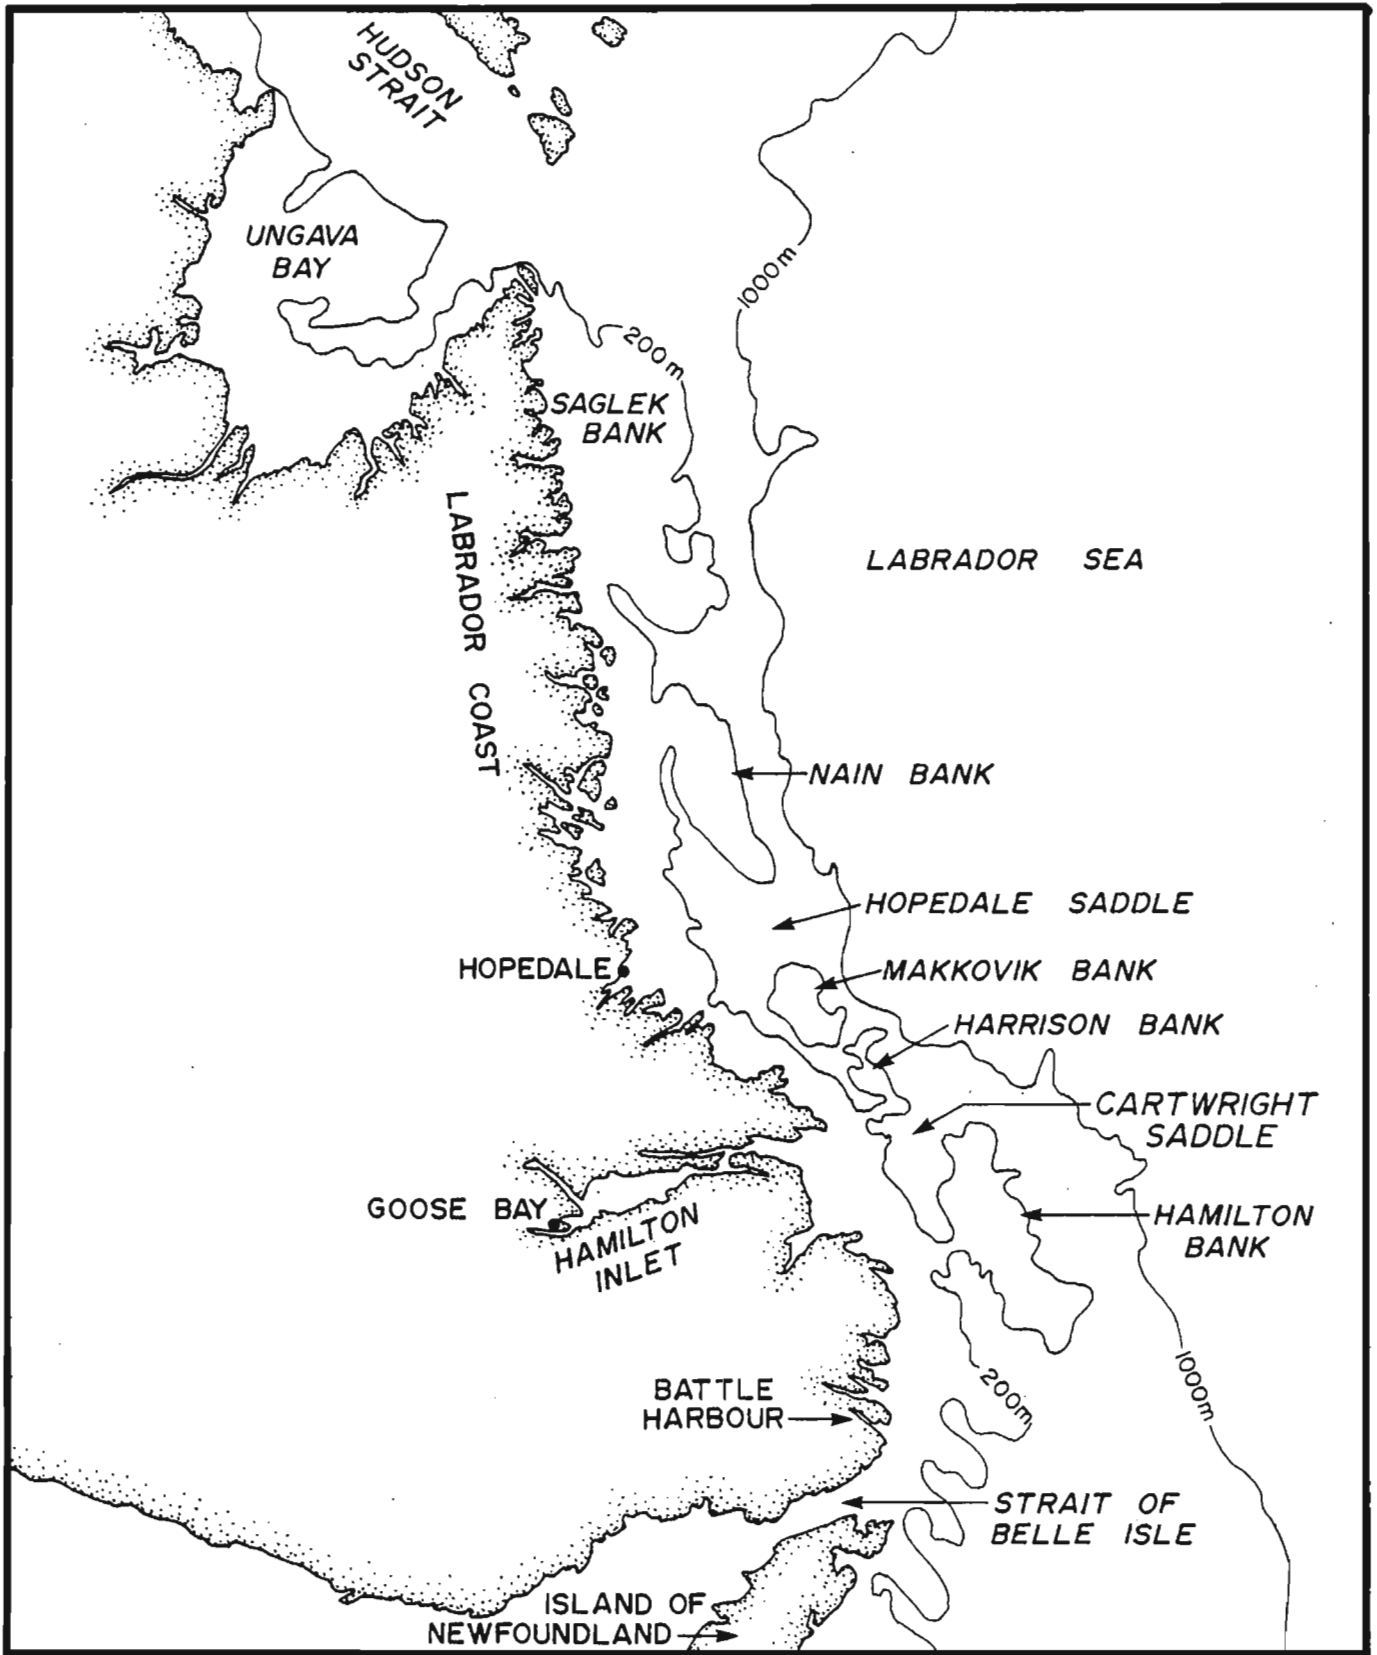 HUDSON
STRAIT
UNGAVA
BAY
1000m
200m
SAGLEK
BANK
LABRADOR COAST
LABRADOR SEA
NAIN BANK
HOPEDALE SADDLE
HOPEDALE
MAKKOVIK BANK
HARRISON BANK
CARTWRIGHT
SADDLE
GOOSE BAY
HAMILTON
INLET
HAMILTON
BANK
BATTLE
HARBOUR
200m
1000m
STRAIT OF
BELLE ISLE
ISLAND OF
NEWFOUNDLAND